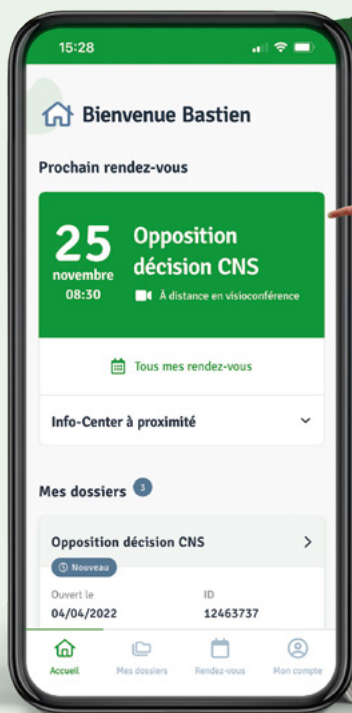 15:28
Bienvenue Bastien
Prochain rendez-vous
25
novembre
08:30
Opposition
décision CNS
À distance en visioconférence
Tous mes rendez-vous
Info-Center à proximité
Mes dossiers 3
Opposition décision CNS
Nouveau
Ouvert le
04/04/2022
ID
12463737
Accueil
Mes dossiers
Rendez-vous
Mon compte